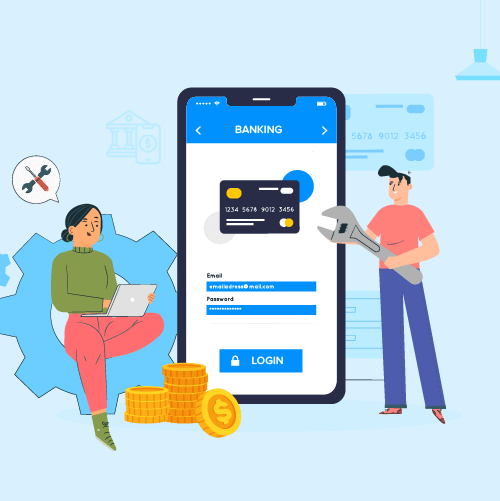 BANKING
5678 9012 3456
1234 5678 9012 3456
Email
emailadress@mail.com
Password
**************
LOGIN